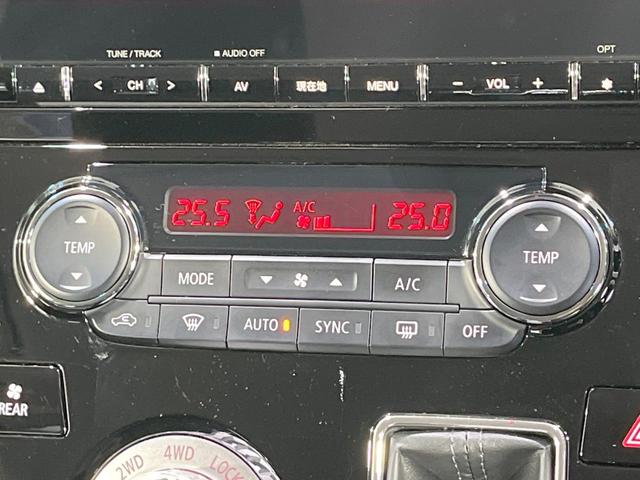 TUNE / TRACK
AUDIO OFF
OPT
CH
AV
現在地
MENU
VOL
25.5
A/C
25.0
TEMP
TEMP
MODE
A/C
AUTO
SYNC
OFF
REAR
2WD
4WD
LOCK